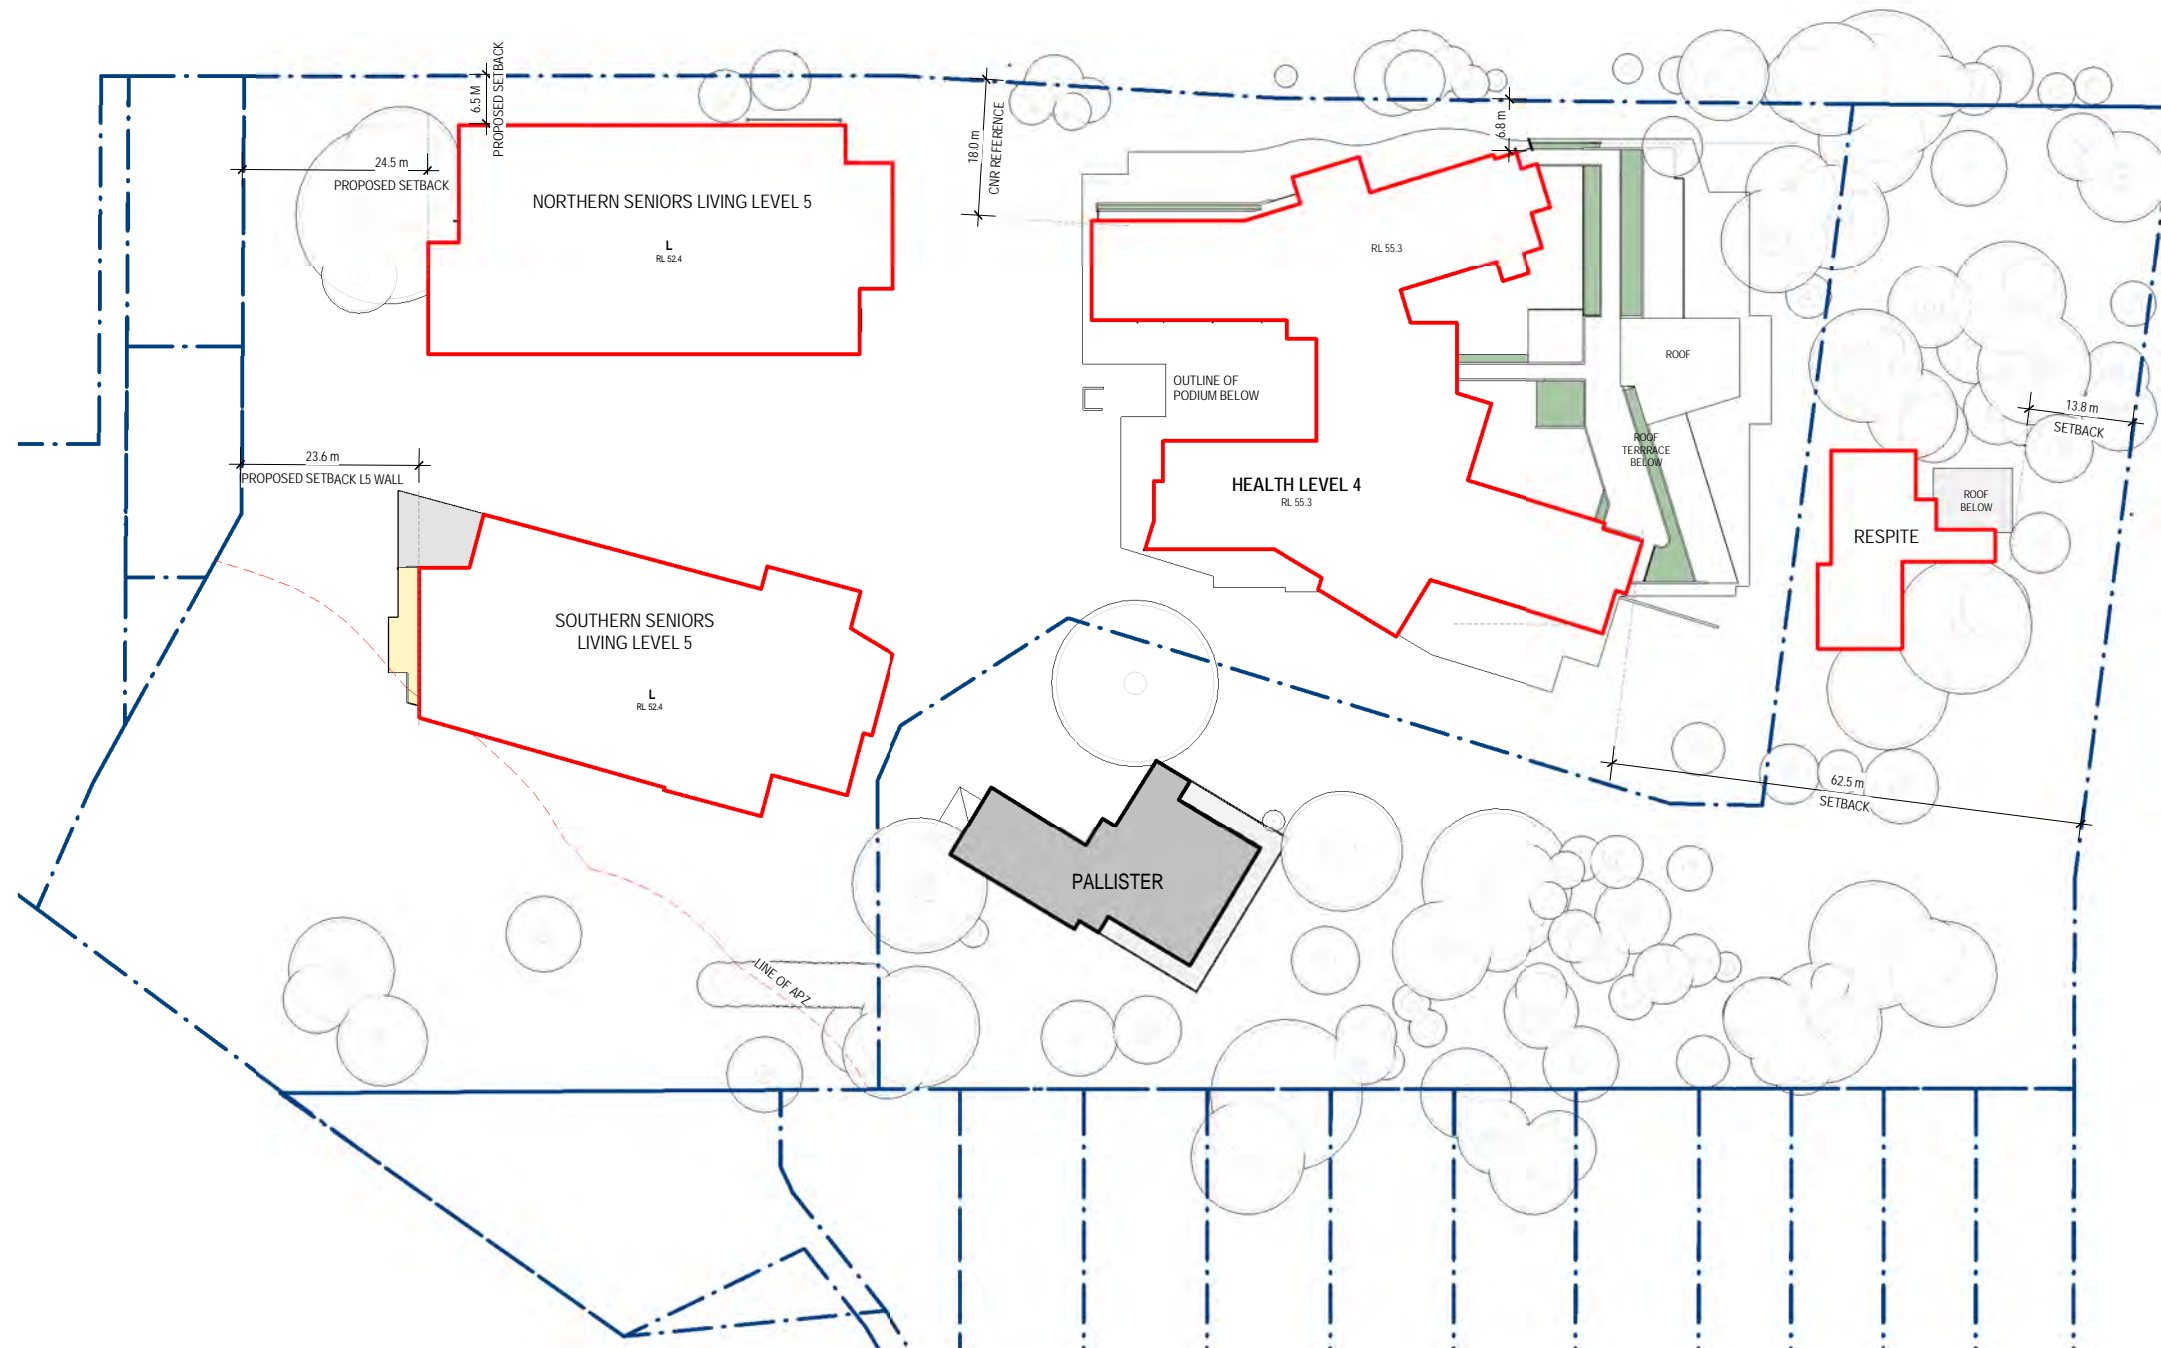 6.5 M
PROPOSED SETBACK
24.5 m
PROPOSED SETBACK
NORTHERN SENIORS LIVING LEVEL 5
L
RL 52.4
18.0 m
CNR REFERENCE
6.8 m
RL 55.3
ROOF
OUTLINE OF
PODIUM BELOW
13.8 m
SETBACK
ROOF
TERRRACE
BELOW
23.6 m
PROPOSED SETBACK L5 WALL
HEALTH LEVEL 4
RL 55.3
ROOF
BELOW
RESPITE
SOUTHERN SENIORS
LIVING LEVEL 5
L
RL 52.4
62.5 m
SETBACK
PALLISTER
LINE OF APZ